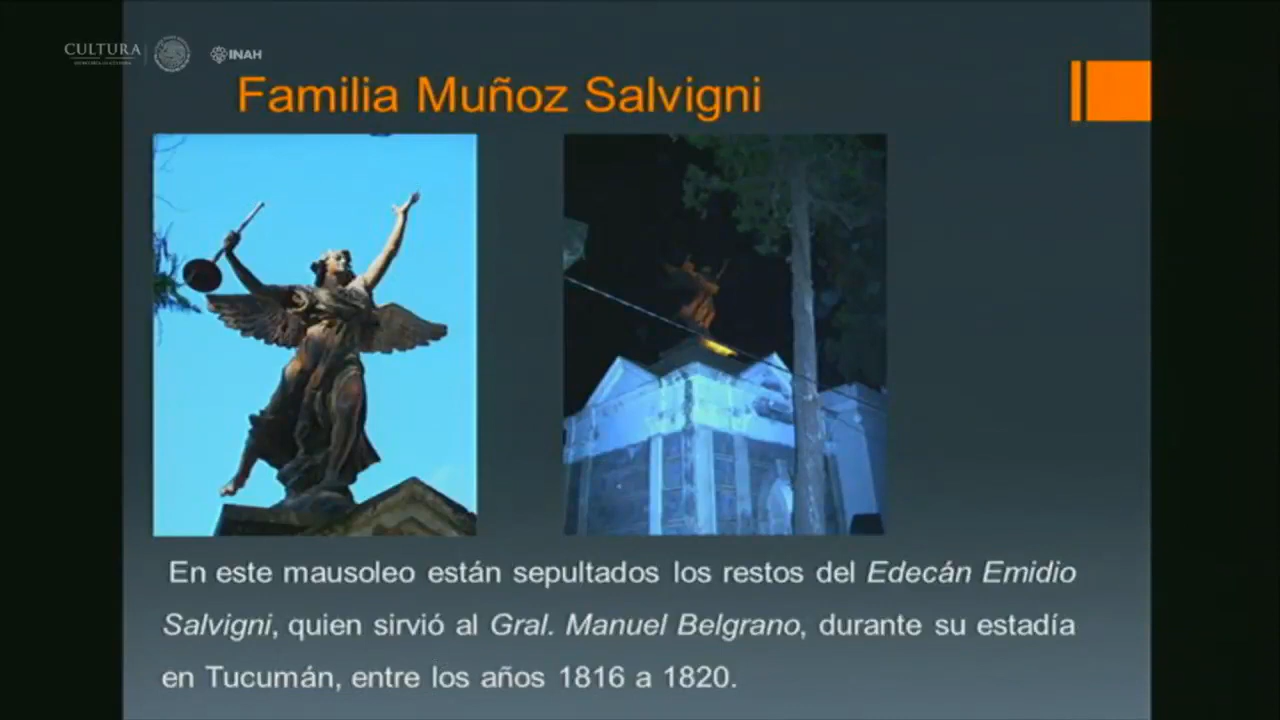 CULTURA
INAH
Familia Muñoz Salvigni
En este mausoleo están sepultados los restos del Edecán Emidio
Salvigni, quien sirvió al Gral. Manuel Belgrano, durante su estadía
en Tucumán, entre los años 1816 a 1820.